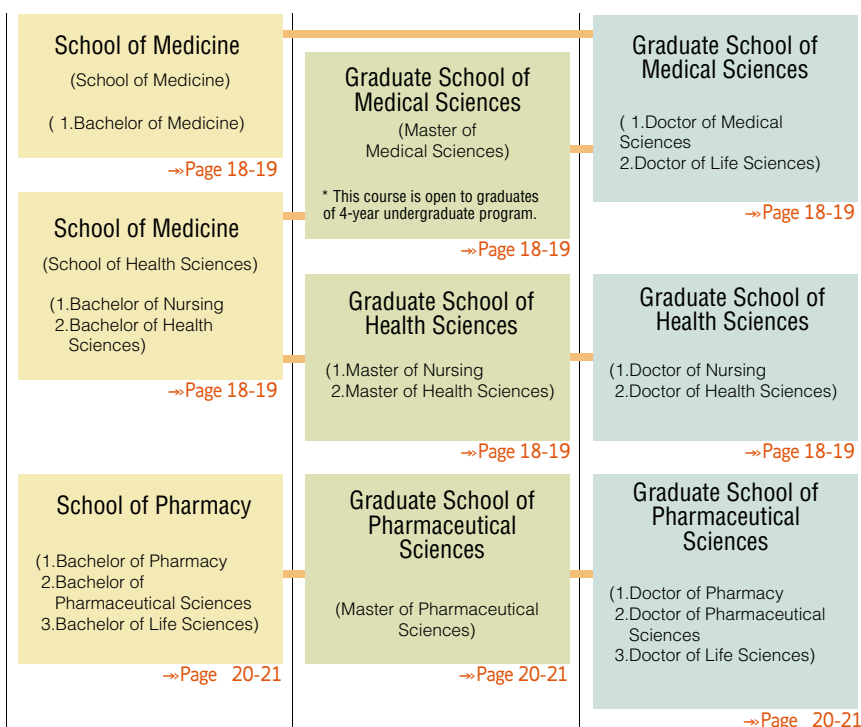 School of Medicine
(School of Medicine)
( 1.Bachelor of Medicine)
→Page 18-19
School of Medicine
(School of Health Sciences)
(1.Bachelor of Nursing
2.Bachelor of Health
Sciences)
→Page 18-19
School of Pharmacy
(1.Bachelor of Pharmacy
2.Bachelor of
Pharmaceutical Sciences
3.Bachelor of Life Sciences)
→Page 20-21
Graduate School of
Medical Sciences
(Master of
Medical Sciences)
* This course is open to graduates
of 4-year undergraduate program.
→Page 18-19
Graduate School of
Health Sciences
(1.Master of Nursing
2.Master of Health Sciences)
→Page 18-19
Graduate School of
Pharmaceutical
Sciences
(Master of Pharmaceutical
Sciences)
→Page 20-21
Graduate School of
Medical Sciences
( 1.Doctor of Medical
Sciences
2.Doctor of Life Sciences)
→Page 18-19
Graduate School of
Health Sciences
(1.Doctor of Nursing
2.Doctor of Health Sciences)
→Page 18-19
Graduate School of
Pharmaceutical
Sciences
(1.Doctor of Pharmacy
2.Doctor of Pharmaceutical
Sciences
3.Doctor of Life Sciences)
→Page 20-21